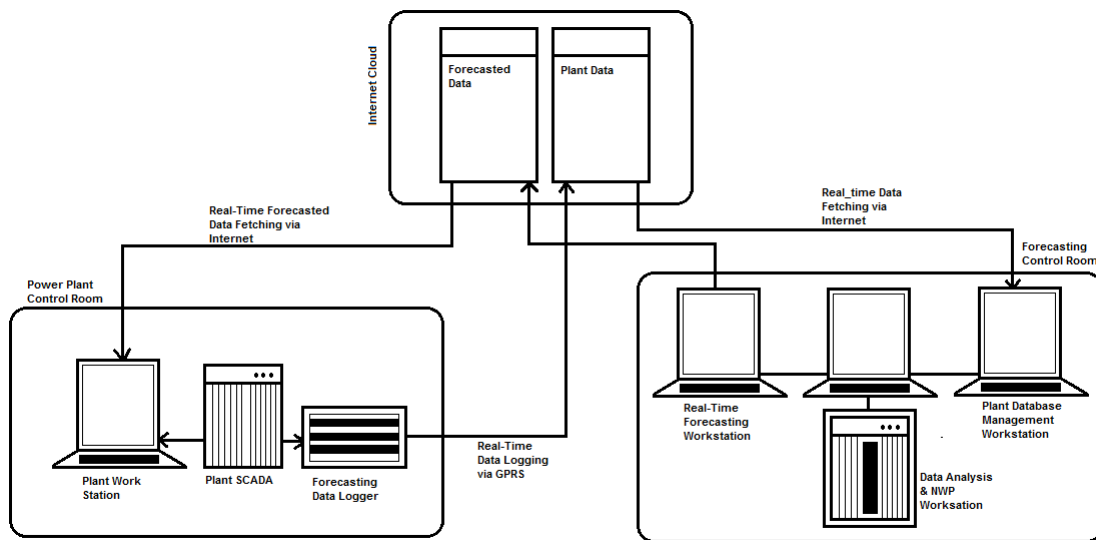 Internet Cloud
Forecasted
Data
Plant Data
Real-Time Forecasted
Data Fetching via
Internet
Real_time Data
Fetching via
Internet
Power Plant
Control Room
Forecasting
Control Room
Plant Work
Station
Plant SCADA
Forecasting
Data Logger
Real-Time
Data Logging
via GPRS
Real-Time
Forecasting
Workstation
Plant Database
Management
Workstation
Data Analysis
& NWP
Worksation